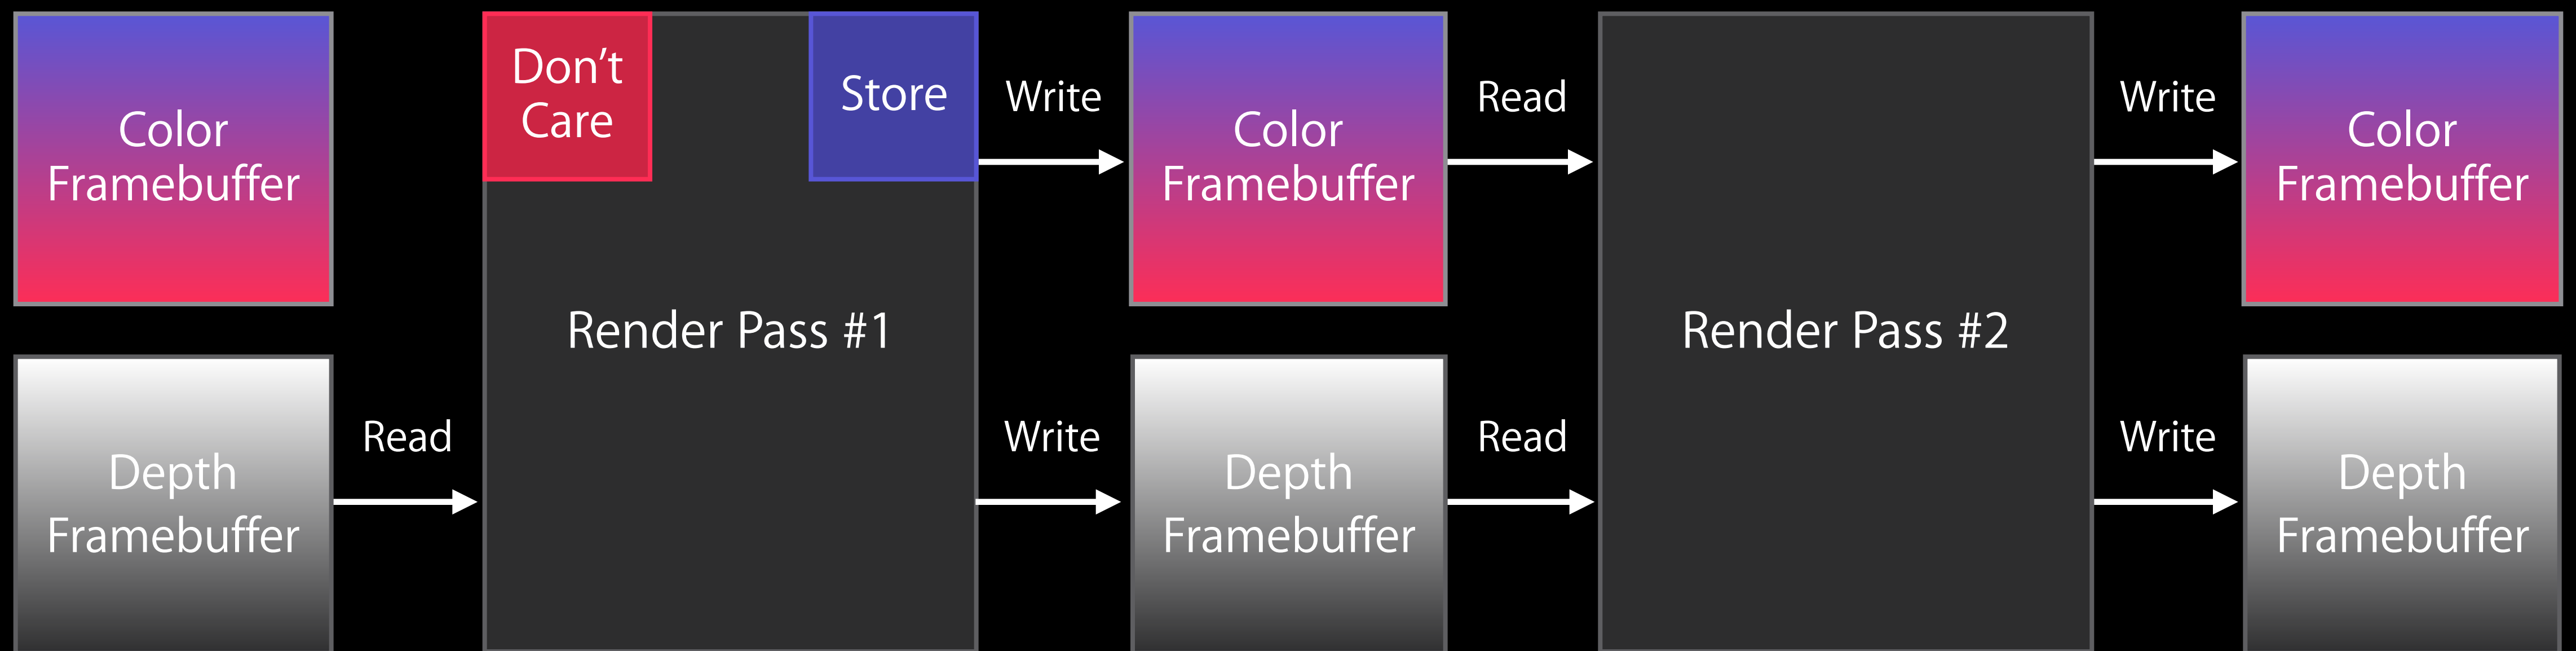 Color
Framebuffer
Don’t
Care
Store
Write
Color
Framebuffer
Read
Write
Color
Framebuffer
Render Pass #1
Render Pass #2
Depth
Framebuffer
Read
Write
Depth
Framebuffer
Read
Write
Depth
Framebuffer